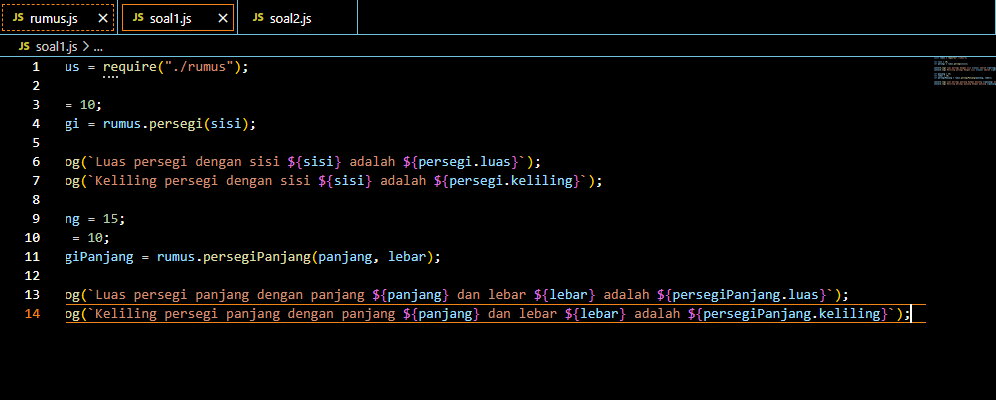 JS rumus.js × JS soal1.js × JS soal2.js
JS soal1.js > ...
1 us = require("./rumus");
2
3 = 10;
4 gi = rumus.persegi(sisi);
5
6 og(`Luas persegi dengan sisi ${sisi} adalah ${persegi.luas}`);
7 og(`Keliling persegi dengan sisi ${sisi} adalah ${persegi.keliling}`);
8
9 ng = 15;
10 = 10;
11 giPanjang = rumus.persegiPanjang(panjang, lebar);
12
13 og(`Luas persegi panjang dengan panjang ${panjang} dan lebar ${lebar} adalah ${persegiPanjang.luas}`);
14 og(`Keliling persegi panjang dengan panjang ${panjang} dan lebar ${lebar} adalah ${persegiPanjang.keliling}`);